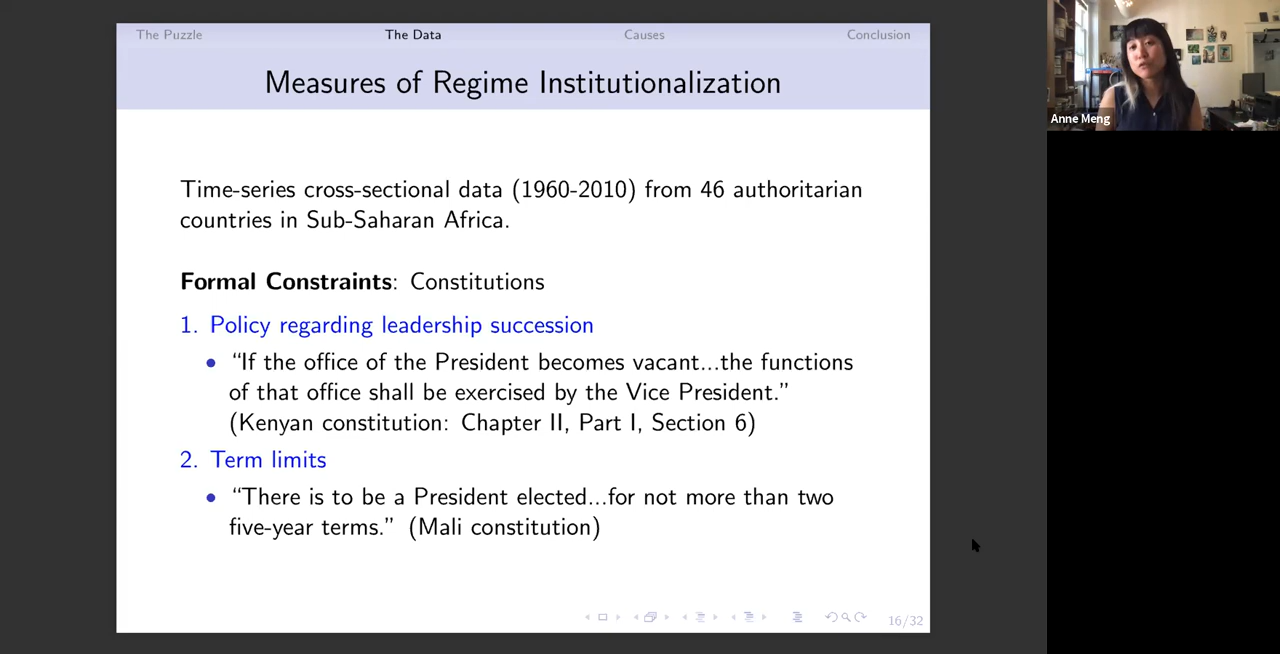 The Puzzle The Data Causes Conclusion
Measures of Regime Institutionalization
Time-series cross-sectional data (1960-2010) from 46 authoritarian
countries in Sub-Saharan Africa.
Formal Constraints: Constitutions
1. Policy regarding leadership succession
• “If the office of the President becomes vacant...the functions
of that office shall be exercised by the Vice President.”
(Kenyan constitution: Chapter II, Part I, Section 6)
2. Term limits
• “There is to be a President elected...for not more than two
five-year terms.” (Mali constitution)
16/32
Anne Meng